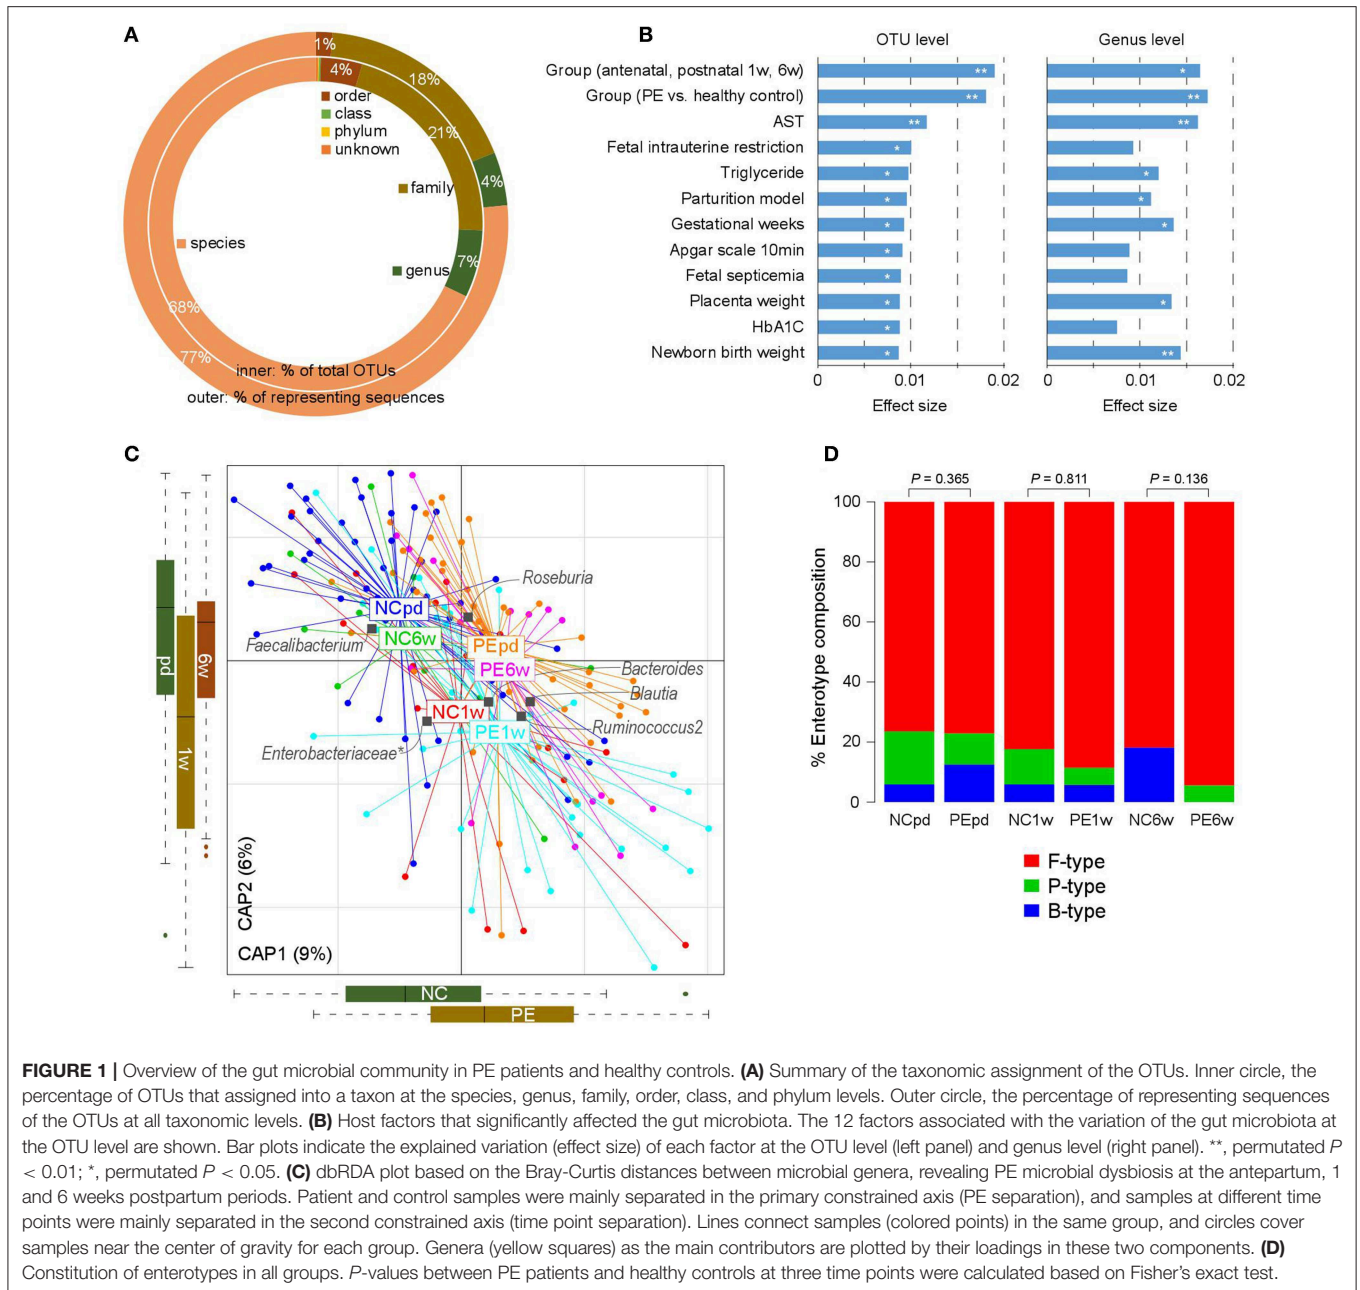 A
1%
4%
18%
21%
4%
7%
68%
77%
order
class
phylum
unknown
family
species
genus
inner: % of total OTUs
outer: % of representing sequences
B
OTU level
Genus level
Group (antenatal, postnatal 1w, 6w) ** *
Group (PE vs. healthy control) ** **
AST ** **
Fetal intrauterine restriction *
Triglyceride * *
Parturition model * *
Gestational weeks * *
Apgar scale 10min *
Fetal septicemia *
Placenta weight * *
HbA1C *
Newborn birth weight * **
0 0.01 0.02 0 0.01 0.02
Effect size Effect size
C
pd
1w
6w
Roseburia
NCpd
Faecalibacterium
NC6w
PEpd
PE6w
Bacteroides
Blautia
NC1w
Ruminococcus2
PE1w
Enterobacteriaceae*
CAP2 (6%)
CAP1 (9%)
NC
PE
D
P = 0.365 P = 0.811 P = 0.136
% Enterotype composition
100
80
60
40
20
0
NCpd PEpd NC1w PE1w NC6w PE6w
F-type
P-type
B-type
FIGURE 1 | Overview of the gut microbial community in PE patients and healthy controls. (A) Summary of the taxonomic assignment of the OTUs. Inner circle, the
percentage of OTUs that assigned into a taxon at the species, genus, family, order, class, and phylum levels. Outer circle, the percentage of representing sequences
of the OTUs at all taxonomic levels. (B) Host factors that significantly affected the gut microbiota. The 12 factors associated with the variation of the gut microbiota at
the OTU level are shown. Bar plots indicate the explained variation (effect size) of each factor at the OTU level (left panel) and genus level (right panel). **, permutated P
< 0.01; *, permutated P < 0.05. (C) dbRDA plot based on the Bray-Curtis distances between microbial genera, revealing PE microbial dysbiosis at the antepartum, 1
and 6 weeks postpartum periods. Patient and control samples were mainly separated in the primary constrained axis (PE separation), and samples at different time
points were mainly separated in the second constrained axis (time point separation). Lines connect samples (colored points) in the same group, and circles cover
samples near the center of gravity for each group. Genera (yellow squares) as the main contributors are plotted by their loadings in these two components. (D)
Constitution of enterotypes in all groups. P-values between PE patients and healthy controls at three time points were calculated based on Fisher's exact test.